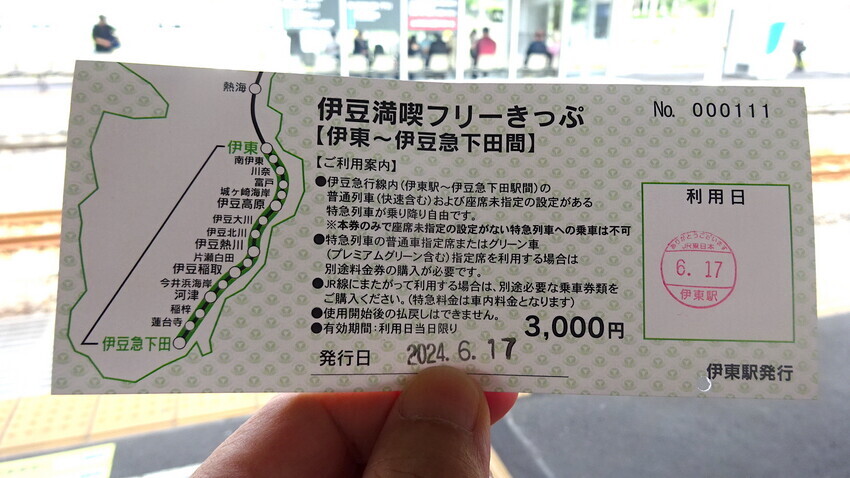 熱海
伊東
南伊東
川奈
富戸
城ヶ崎海岸
伊豆高原
伊豆大川
伊豆北川
伊豆熱川
片瀬白田
伊豆稲取
今井浜海岸
河津
稲梓
蓮台寺
伊豆急下田
伊豆満喫フリーきっぷ
【伊東～伊豆急下田間】
No. 000111
【ご利用案内】
●伊豆急行線内(伊東駅～伊豆急下田駅間)の
普通列車(快速含む)および座席未指定の設定がある
特急列車が乗り降り自由です。
※本券のみで座席未指定の設定がない特急列車への乗車は不可
●特急列車の普通車指定席またはグリーン車
(プレミアムグリーン含む)指定席を利用する場合は
別途料金券の購入が必要です。
●JR線にまたがって利用する場合は、別途必要な乗車券類を
ご購入ください。(特急料金は車内料金となります)
●使用開始後の払戻しはできません。
●有効期間:利用日当日限り
3,000円
発行日
2024.6.17
利用日
ありがとうございます
JR東日本
6.17
伊東駅
伊東駅発行